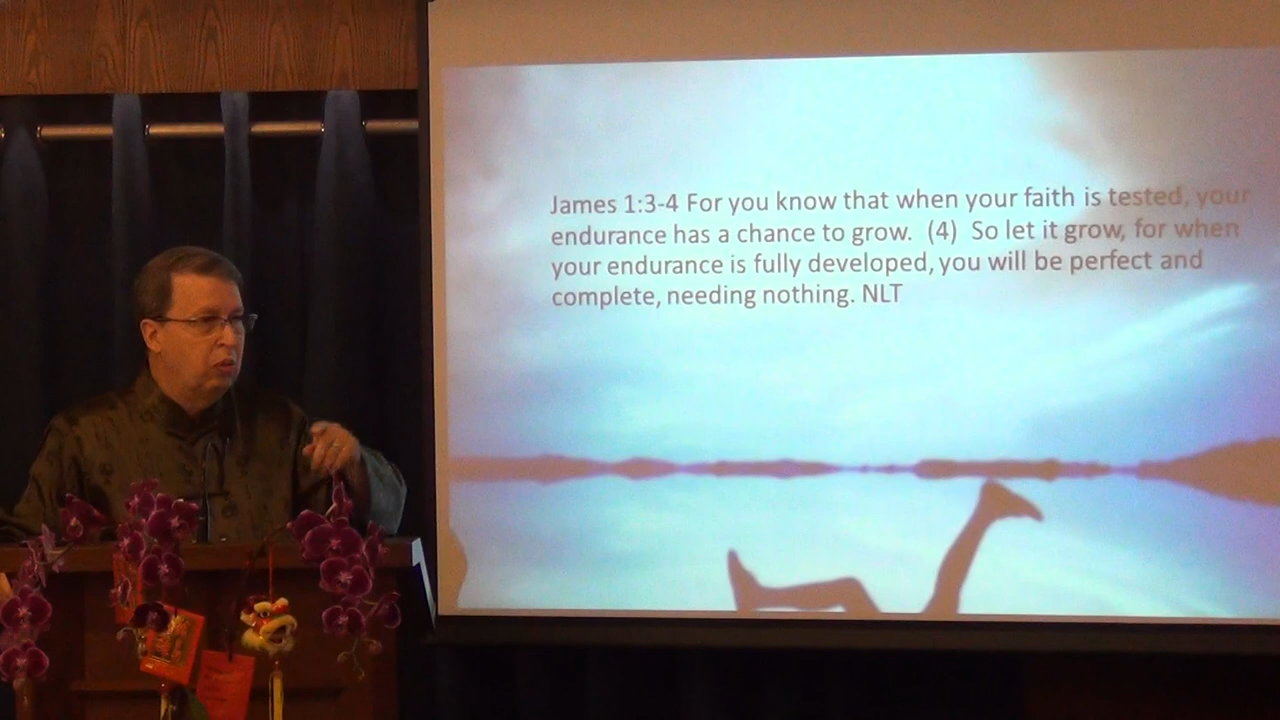 James 1:3-4 For you know that when your faith is tested, your
endurance has a chance to grow.  (4)  So let it grow, for when
your endurance is fully developed, you will be perfect and
complete, needing nothing. NLT